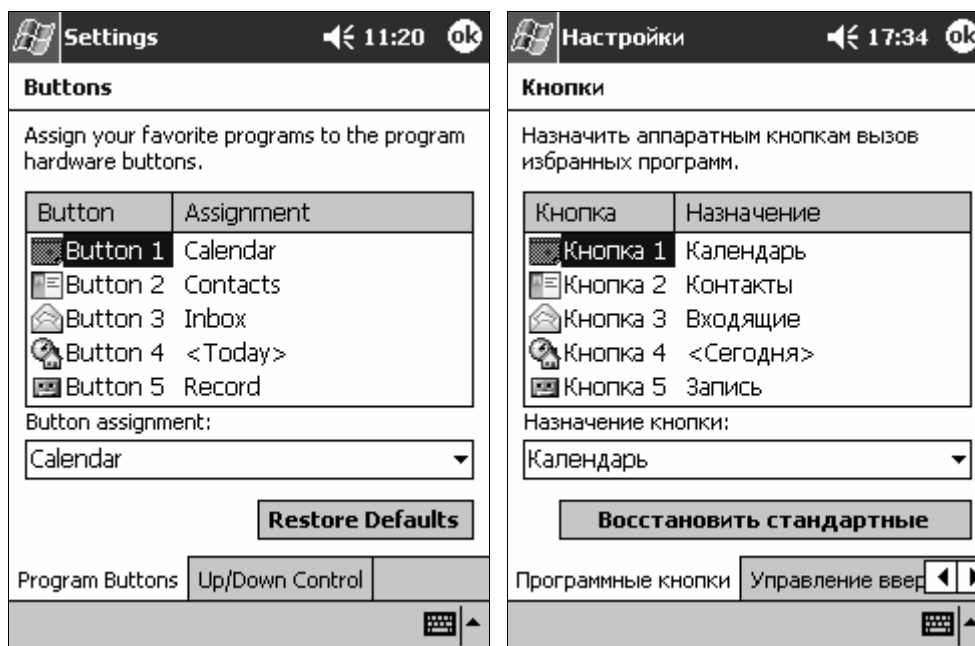 Settings 11:20 ok
Buttons
Assign your favorite programs to the program
hardware buttons.
Button Assignment
Button 1 Calendar
Button 2 Contacts
Button 3 Inbox
Button 4 <Today>
Button 5 Record
Button assignment:
Calendar
Restore Defaults
Program Buttons Up/Down Control
Настройки 17:34 ok
Кнопки
Назначить аппаратным кнопкам вызов
избранных программ.
Кнопка Назначение
Кнопка 1 Календарь
Кнопка 2 Контакты
Кнопка 3 Входящие
Кнопка 4 <Сегодня>
Кнопка 5 Запись
Назначение кнопки:
Календарь
Восстановить стандартные
Программные кнопки Управление ввер